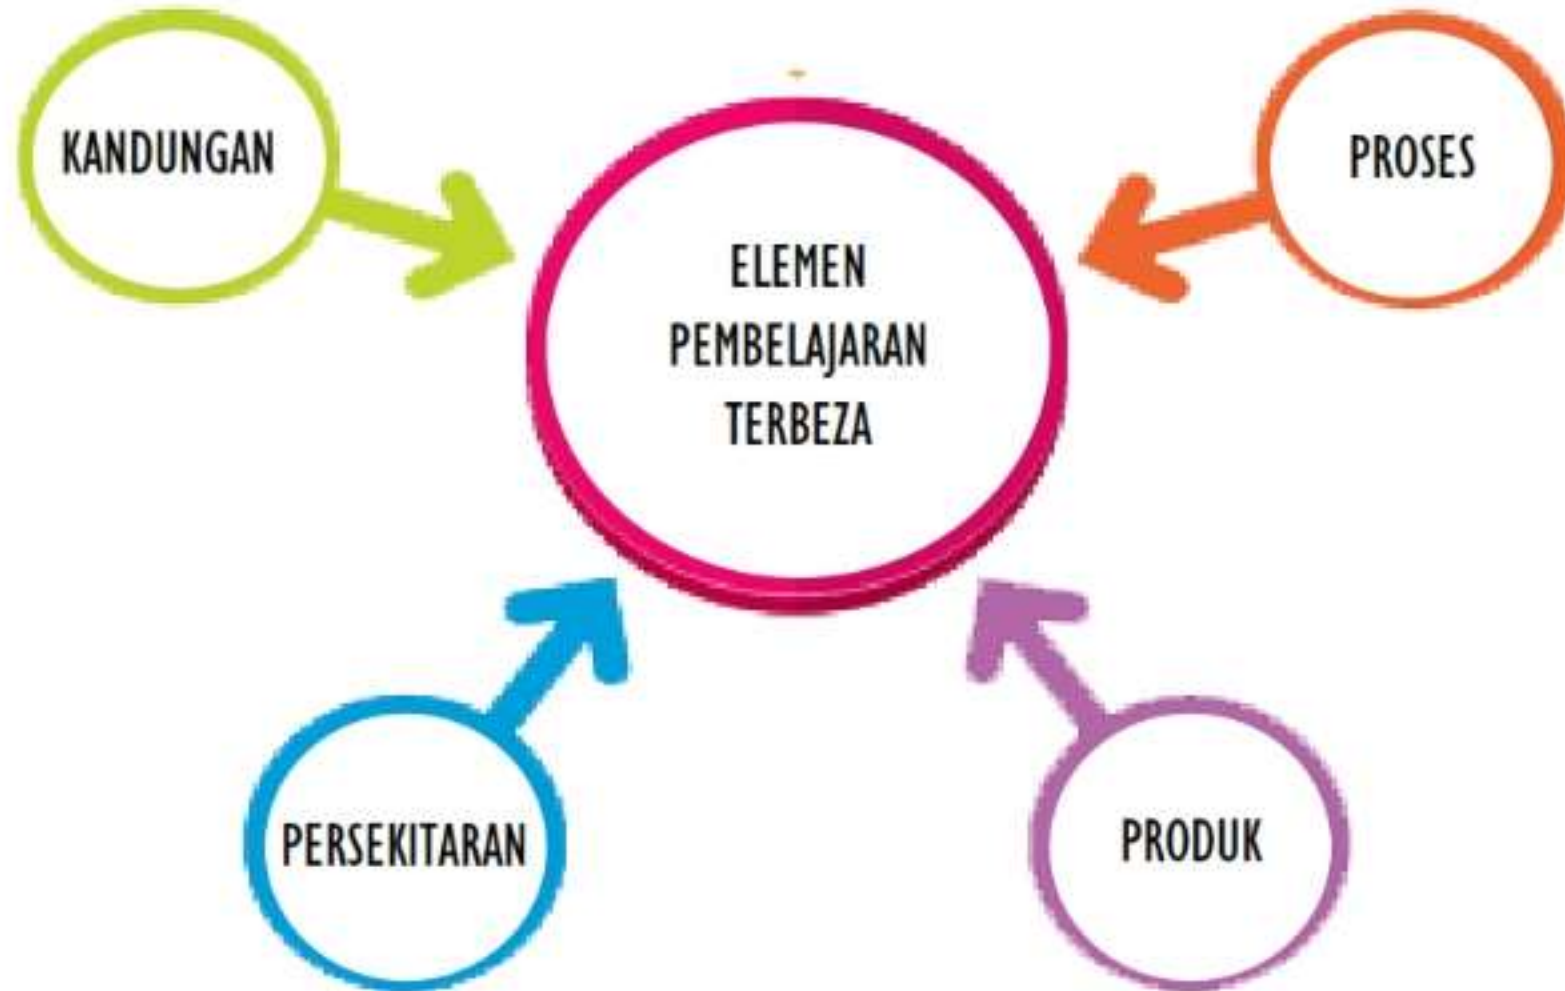 KANDUNGAN
PROSES
ELEMEN
PEMBELAJARAN
TERBEZA
PERSEKITARAN
PRODUK